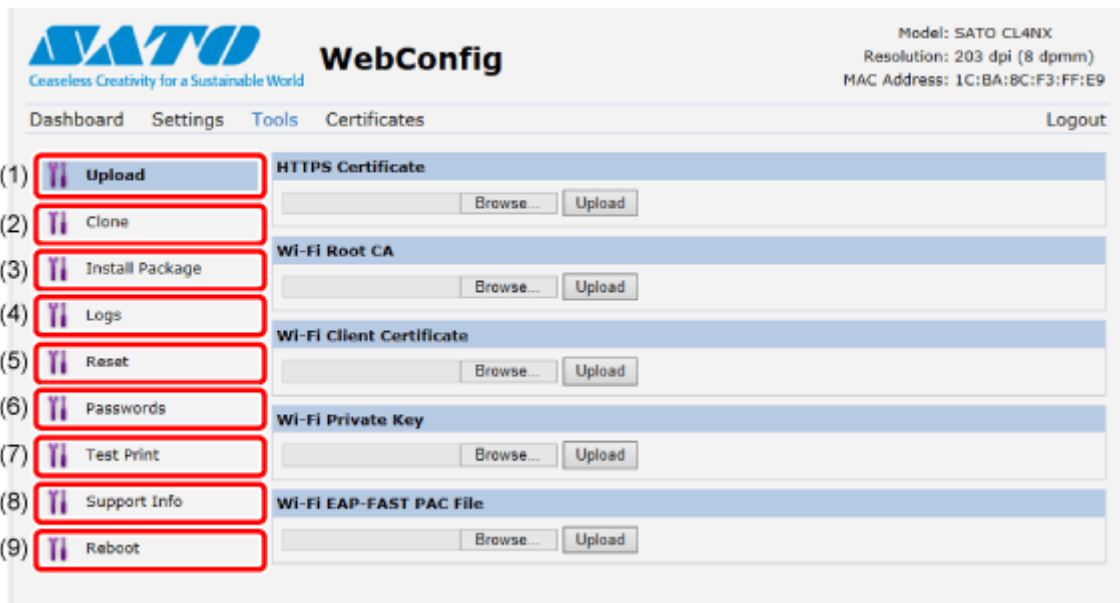 SATO
Ceaseless Creativity for a Sustainable World
WebConfig
Model: SATO CL4NX
Resolution: 203 dpi (8 dpmm)
MAC Address: 1C:BA:8C:F3:FF:E9
Dashboard Settings Tools Certificates Logout
(1) Upload
(2) Clone
(3) Install Package
(4) Logs
(5) Reset
(6) Passwords
(7) Test Print
(8) Support Info
(9) Reboot
HTTPS Certificate
Browse... Upload
Wi-Fi Root CA
Browse... Upload
Wi-Fi Client Certificate
Browse... Upload
Wi-Fi Private Key
Browse... Upload
Wi-Fi EAP-FAST PAC File
Browse... Upload